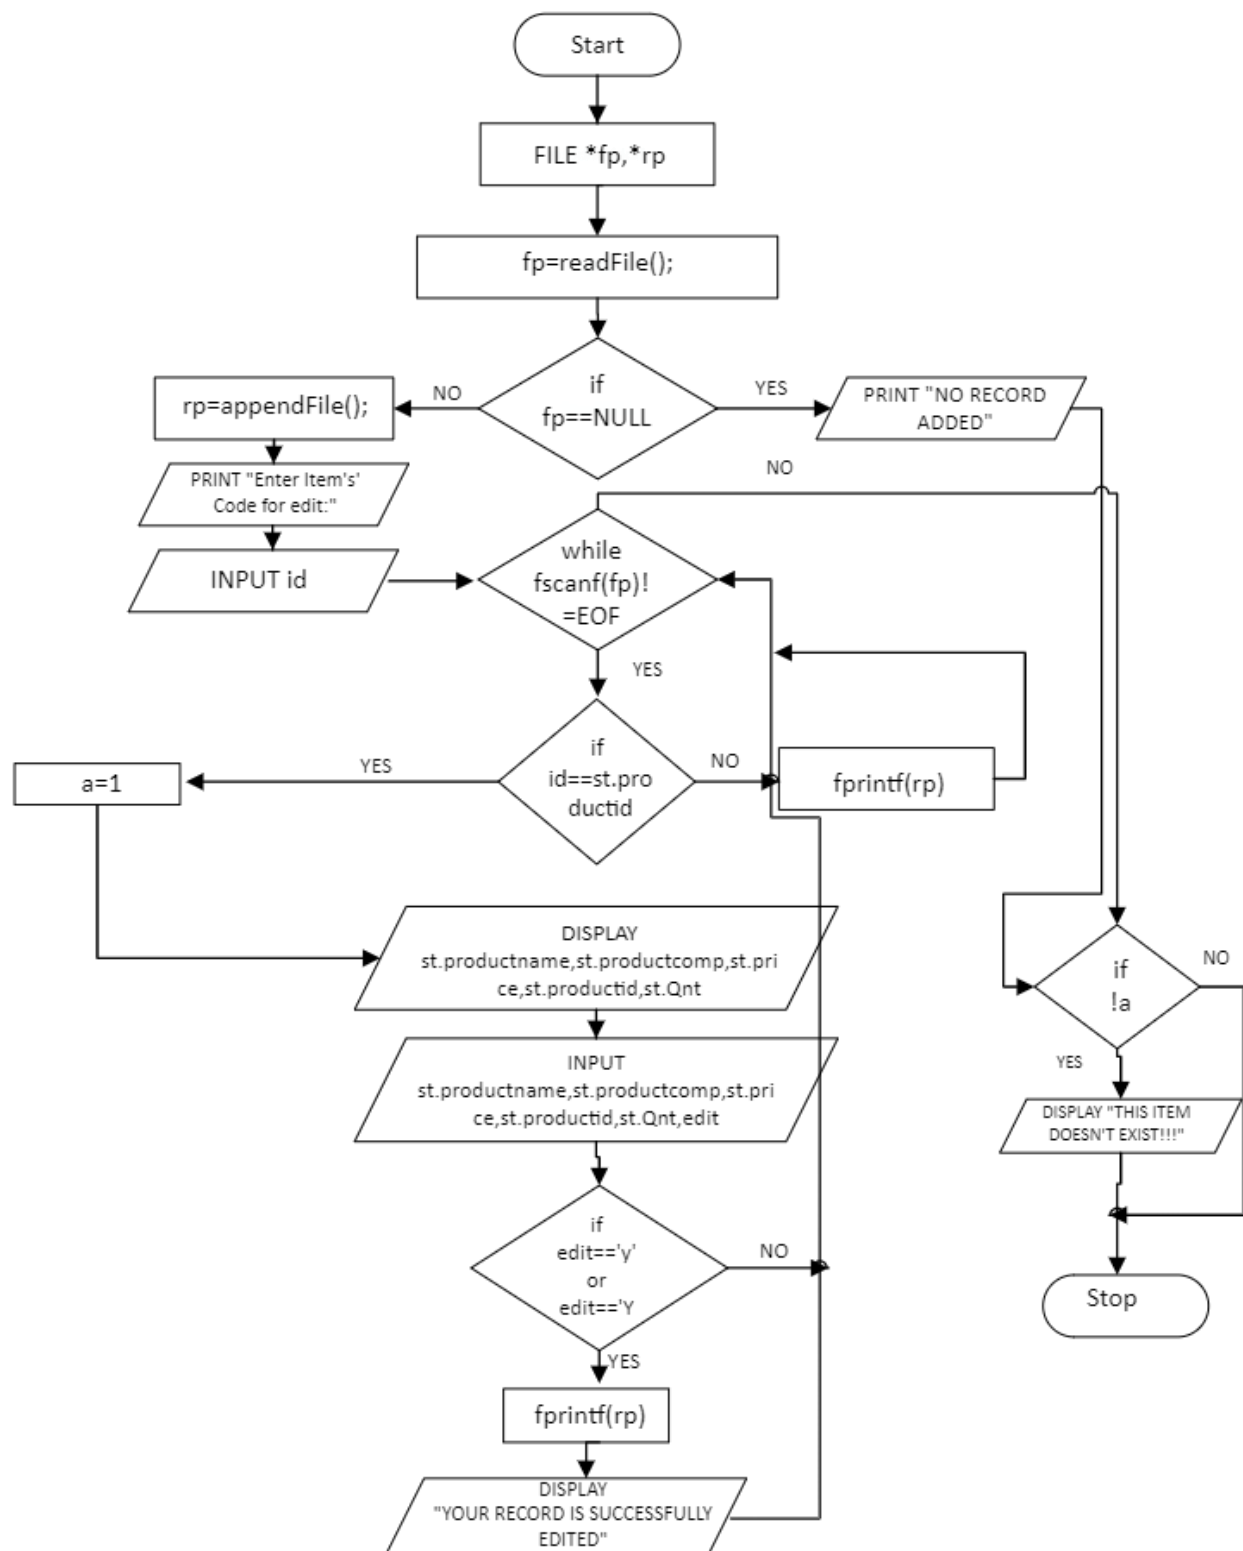 Start
FILE *fp,*rp
fp=readFile();
if
fp==NULL
NO
YES
rp=appendFile();
PRINT "NO RECORD
ADDED"
PRINT "Enter Item's'
Code for edit:"
INPUT id
NO
while
fscanf(fp)!
=EOF
YES
if
id==st.pro
ductid
YES
NO
a=1
fprintf(rp)
DISPLAY
st.productname,st.productcomp,st.pri
ce,st.productid,st.Qnt
INPUT
st.productname,st.productcomp,st.pri
ce,st.productid,st.Qnt,edit
if
edit=='y'
or
edit=='Y
NO
YES
fprintf(rp)
DISPLAY
"YOUR RECORD IS SUCCESSFULLY
EDITED"
if
!a
NO
YES
DISPLAY "THIS ITEM
DOESN'T EXIST!!!"
Stop